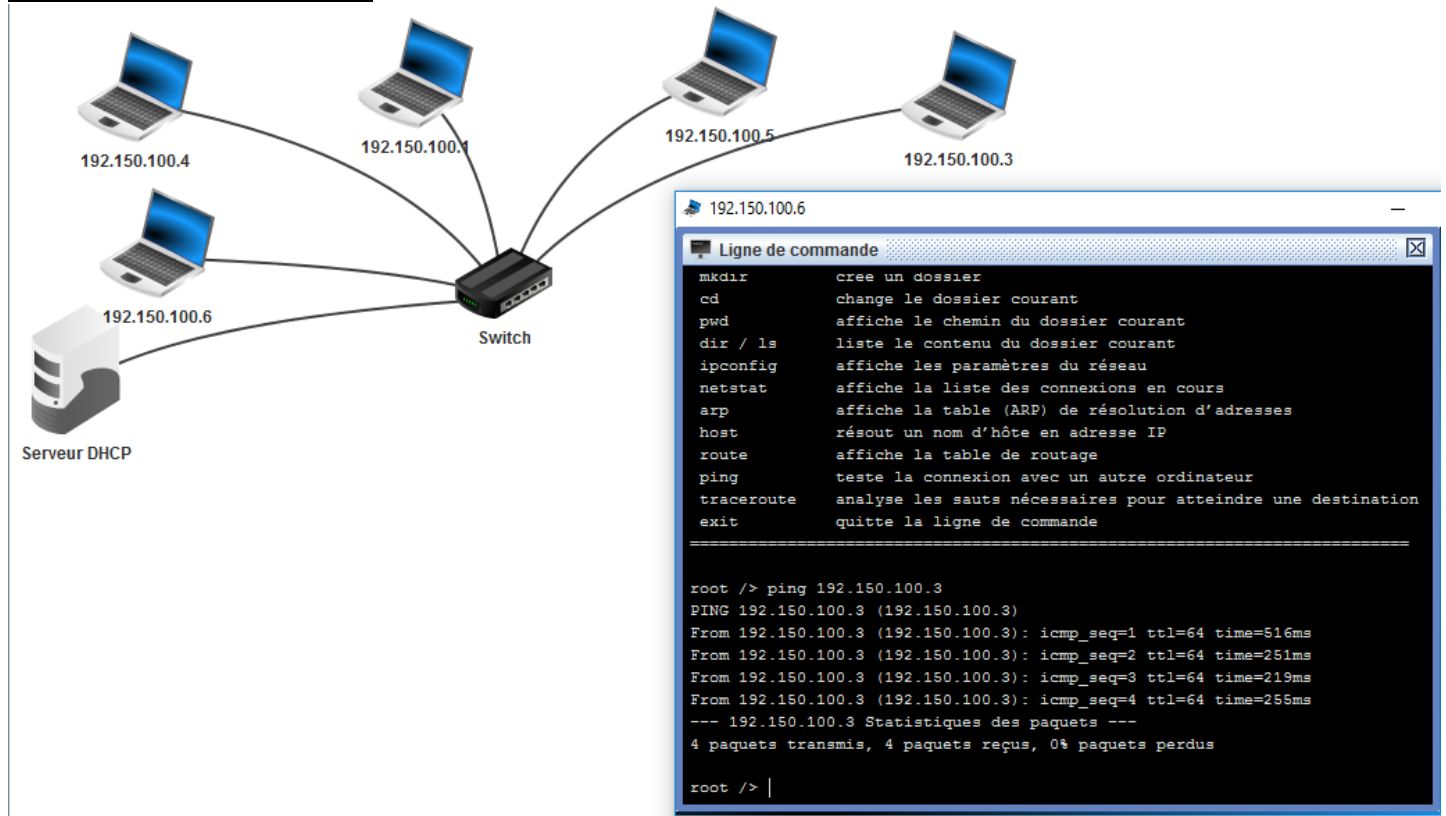 192.150.100.4
192.150.100.1
192.150.100.5
192.150.100.3
192.150.100.6
Switch
Serveur DHCP
192.150.100.6
Ligne de commande
mkdir cree un dossier
cd change le dossier courant
pwd affiche le chemin du dossier courant
dir / ls liste le contenu du dossier courant
ipconfig affiche les paramètres du réseau
netstat affiche la liste des connexions en cours
arp affiche la table (ARP) de résolution d'adresses
host résout un nom d'hôte en adresse IP
route affiche la table de routage
ping teste la connexion avec un autre ordinateur
traceroute analyse les sauts nécessaires pour atteindre une destination
exit quitte la ligne de commande
==========================================================================
root /> ping 192.150.100.3
PING 192.150.100.3 (192.150.100.3)
From 192.150.100.3 (192.150.100.3): icmp_seq=1 ttl=64 time=516ms
From 192.150.100.3 (192.150.100.3): icmp_seq=2 ttl=64 time=251ms
From 192.150.100.3 (192.150.100.3): icmp_seq=3 ttl=64 time=219ms
From 192.150.100.3 (192.150.100.3): icmp_seq=4 ttl=64 time=255ms
--- 192.150.100.3 Statistiques des paquets ---
4 paquets transmis, 4 paquets reçus, 0% paquets perdus
root />